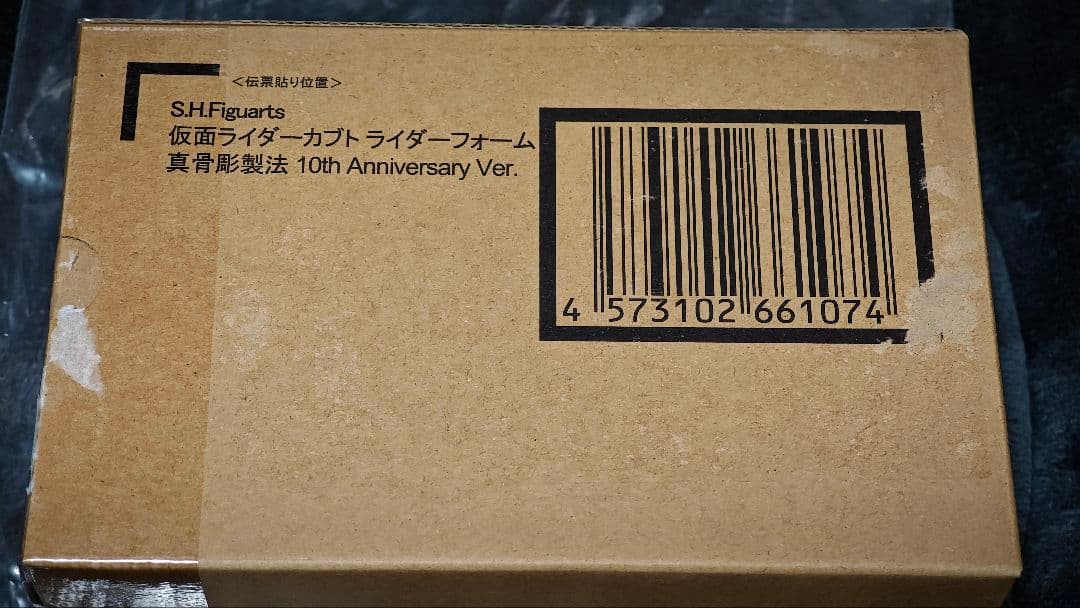 ＜伝票貼り位置＞
S.H.Figuarts
仮面ライダーカブト ライダーフォーム
真骨彫製法 10th Anniversary Ver.
4 573102 661074